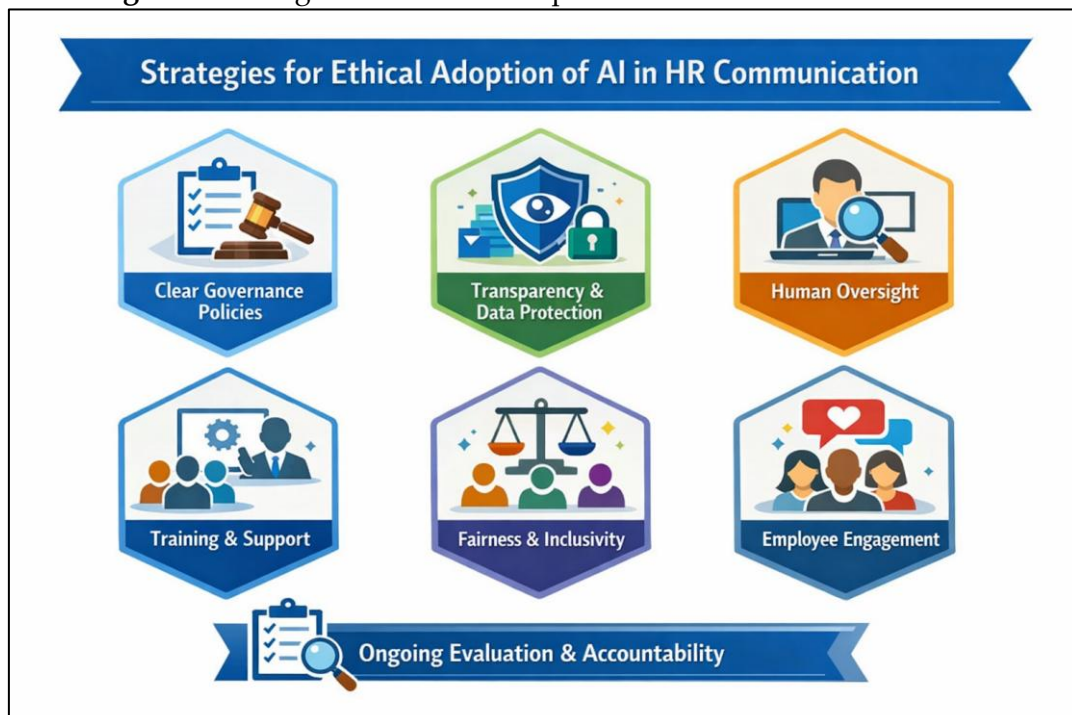 Strategies for Ethical Adoption of AI in HR Communication
Clear Governance
Policies
Transparency &
Data Protection
Human Oversight
Training & Support
Fairness & Inclusivity
Employee Engagement
Ongoing Evaluation & Accountability